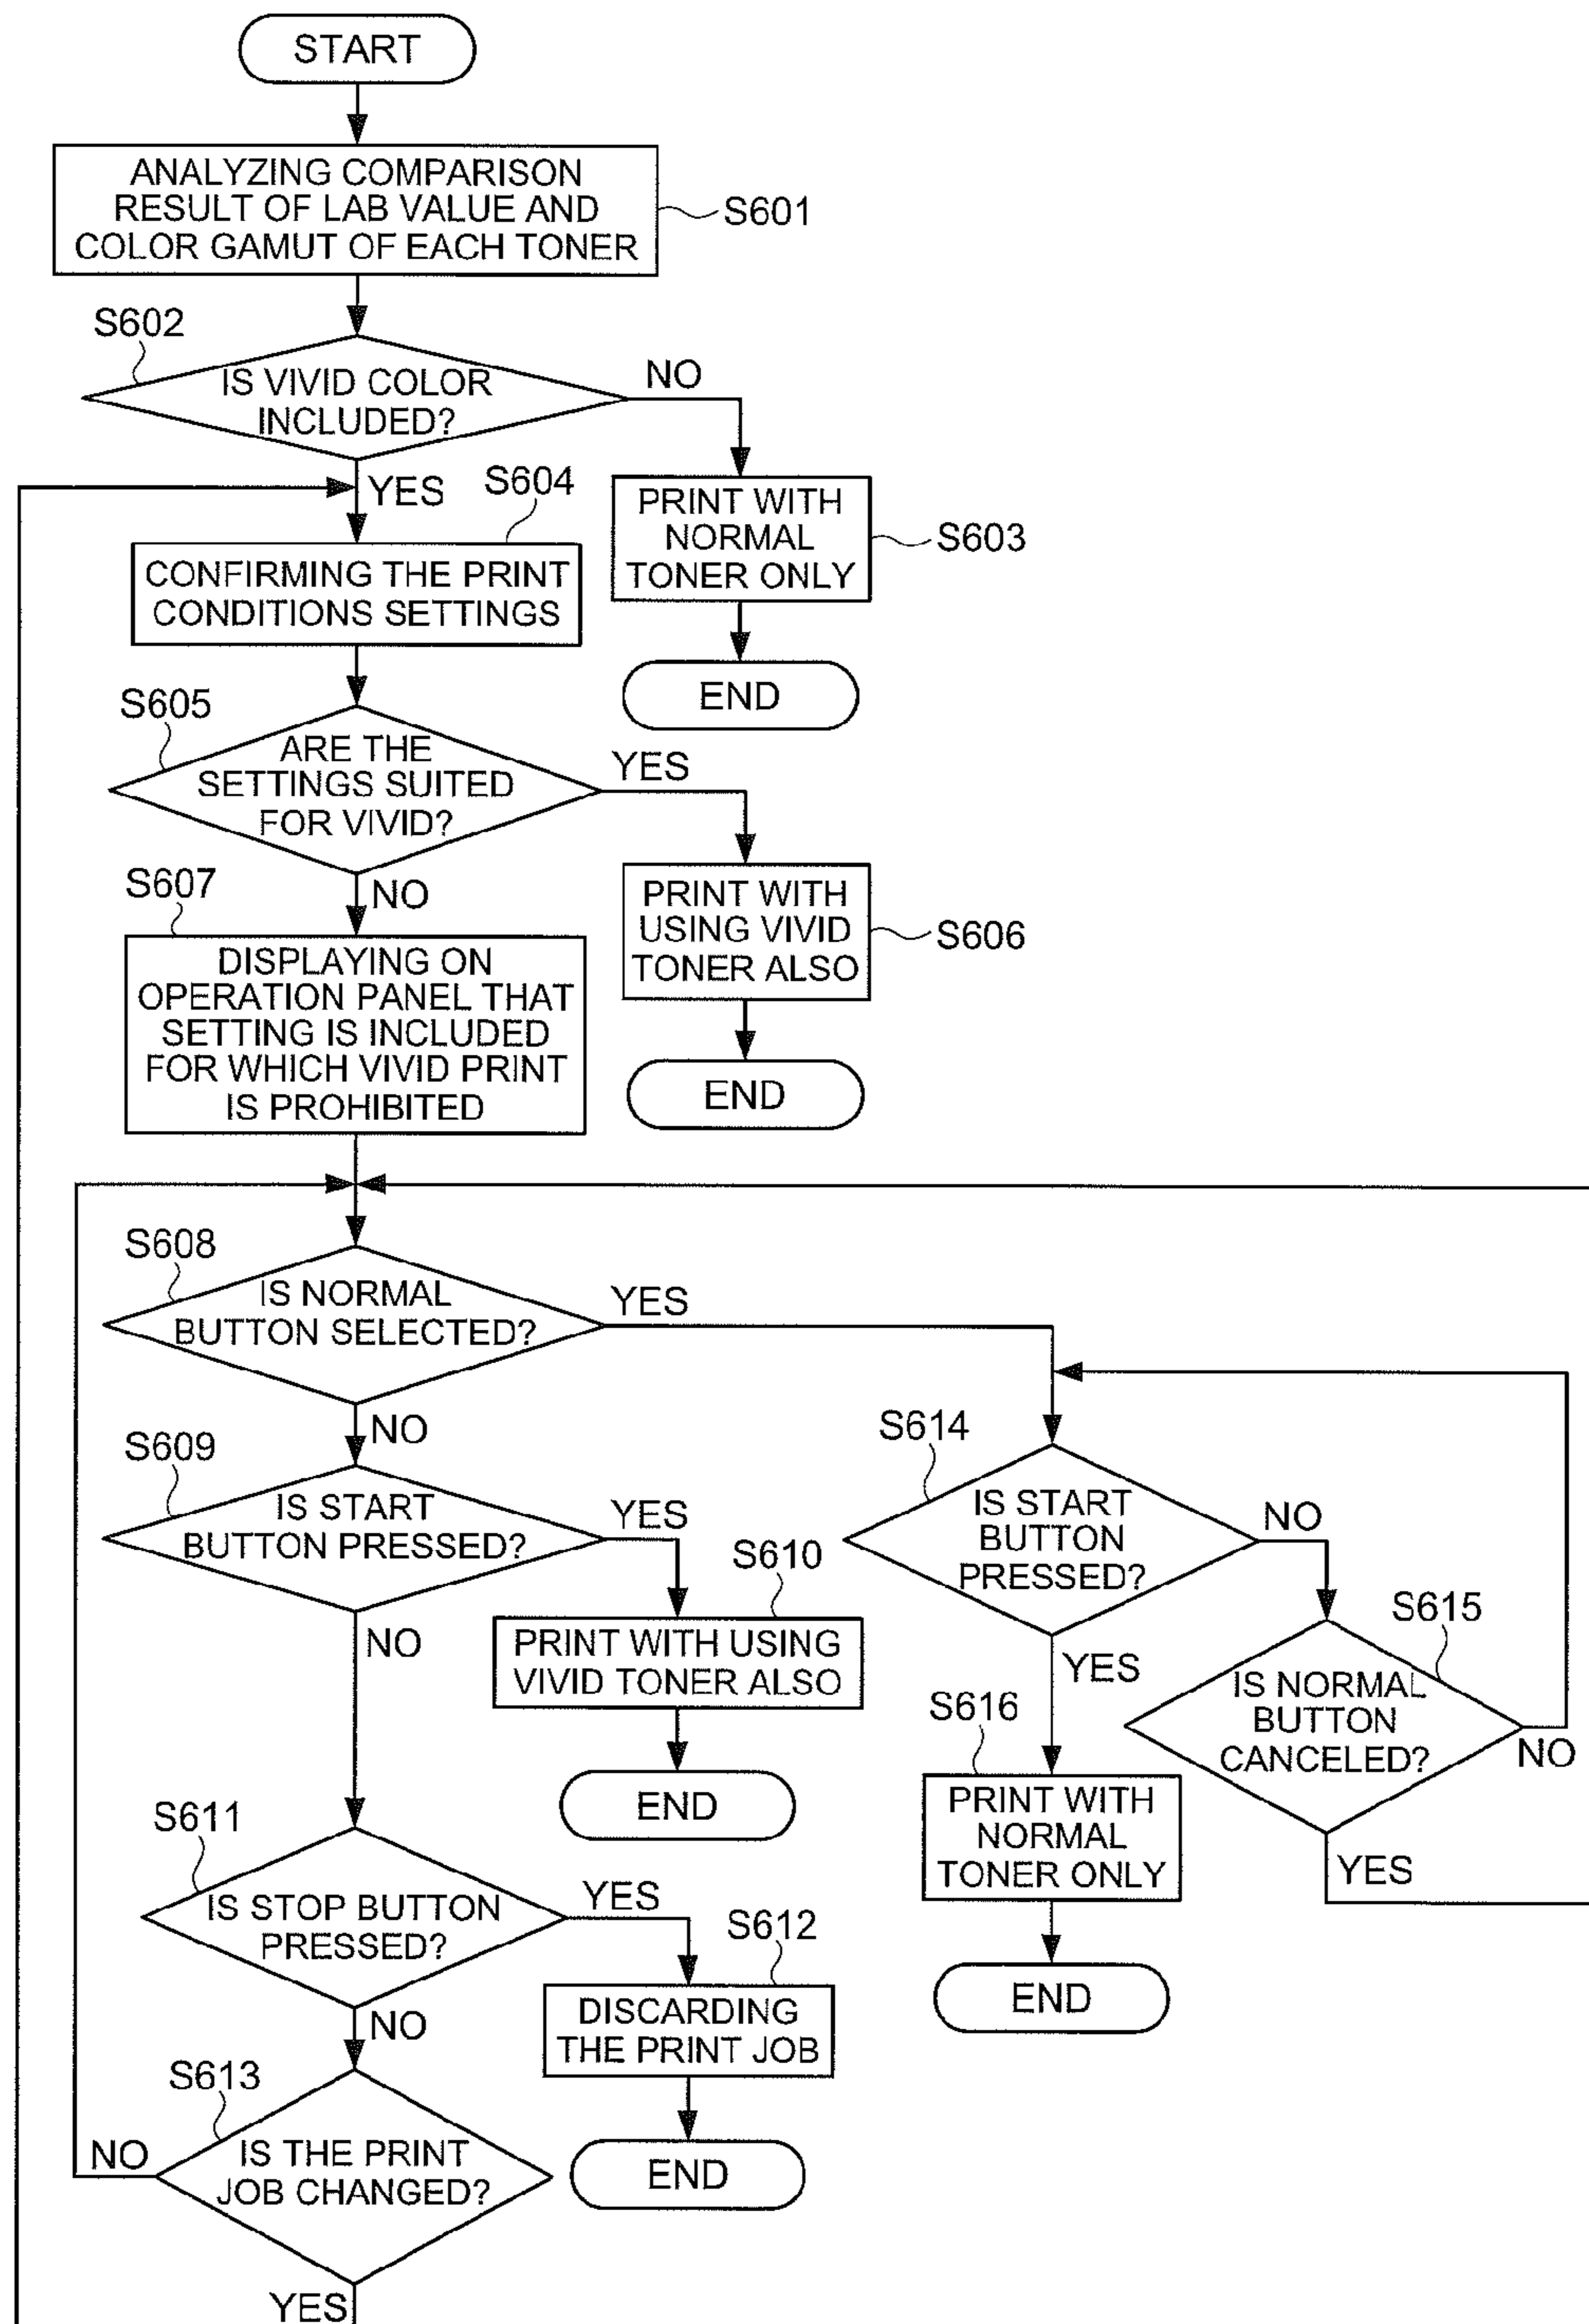 START
ANALYZING COMPARISON
RESULT OF LAB VALUE AND
COLOR GAMUT OF EACH TONER
S601
S602
IS VIVID COLOR
INCLUDED?
NO
YES
PRINT WITH
NORMAL
TONER ONLY
S603
END
S604
CONFIRMING THE PRINT
CONDITIONS SETTINGS
S605
ARE THE
SETTINGS SUITED
FOR VIVID?
YES
NO
PRINT WITH
USING VIVID
TONER ALSO
S606
END
S607
DISPLAYING ON
OPERATION PANEL THAT
SETTING IS INCLUDED
FOR WHICH VIVID PRINT
IS PROHIBITED
S608
IS NORMAL
BUTTON SELECTED?
YES
NO
S609
IS START
BUTTON PRESSED?
YES
NO
S610
PRINT WITH USING
VIVID TONER ALSO
END
S611
IS STOP BUTTON
PRESSED?
YES
NO
S612
DISCARDING
THE PRINT JOB
END
S613
IS THE PRINT
JOB CHANGED?
NO
YES
S614
IS START
BUTTON
PRESSED?
NO
YES
S615
IS NORMAL
BUTTON
CANCELED?
NO
YES
S616
PRINT WITH
NORMAL
TONER ONLY
END